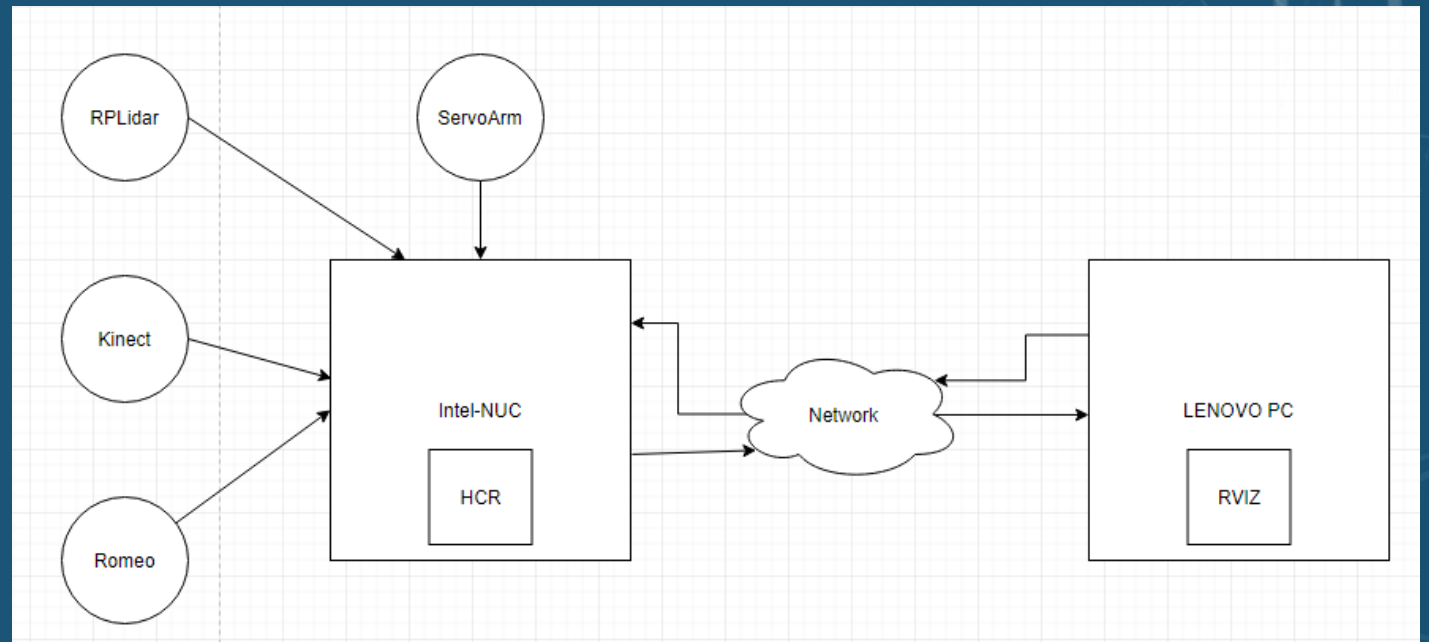 RPLidar
ServoArm
Kinect
Intel-NUC
Network
LENOVO PC
HCR
RVIZ
Romeo